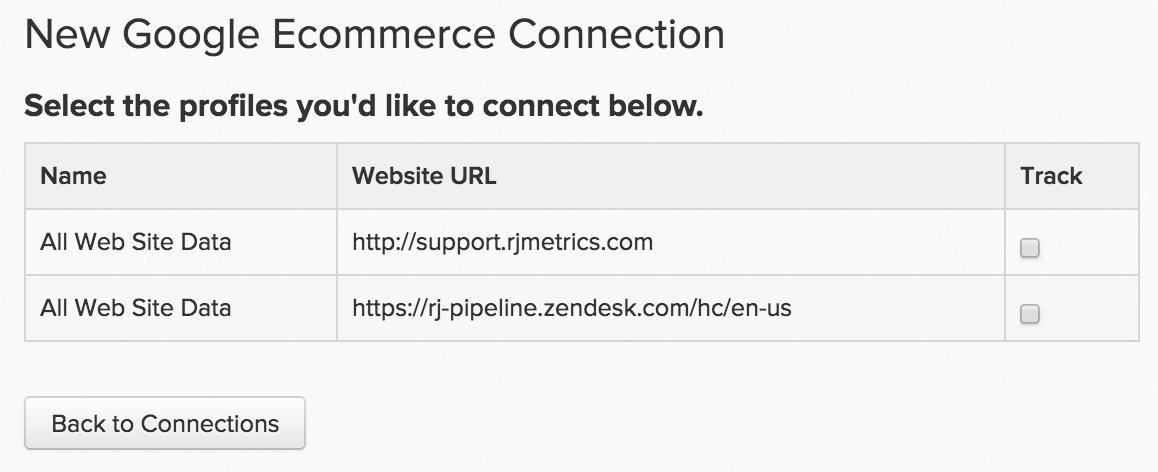 New Google Ecommerce Connection
Select the profiles you'd like to connect below.
Name Website URL Track
All Web Site Data http://support.rjmetrics.com
All Web Site Data https://rj-pipeline.zendesk.com/hc/en-us
Back to Connections